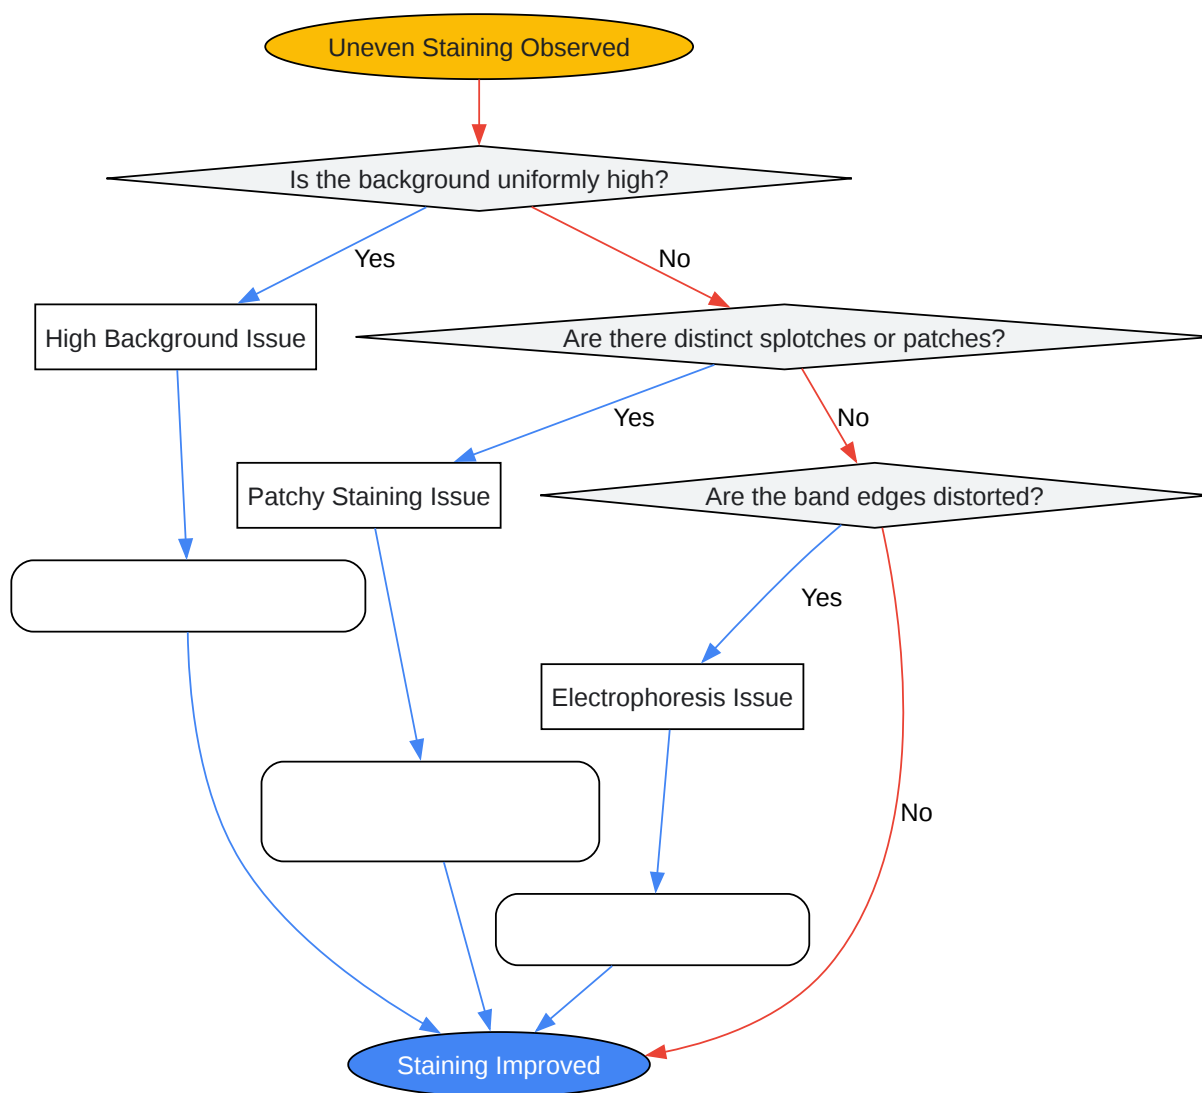 Uneven Staining Observed
Is the background uniformly high?
Yes
No
High Background Issue
Are there distinct splotches or patches?
Yes
No
Patchy Staining Issue
Are the band edges distorted?
Yes
Electrophoresis Issue
No
Staining Improved